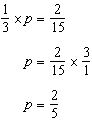 1/3 × p = 2/15
p = 2/15 × 3/1
p = 2/5